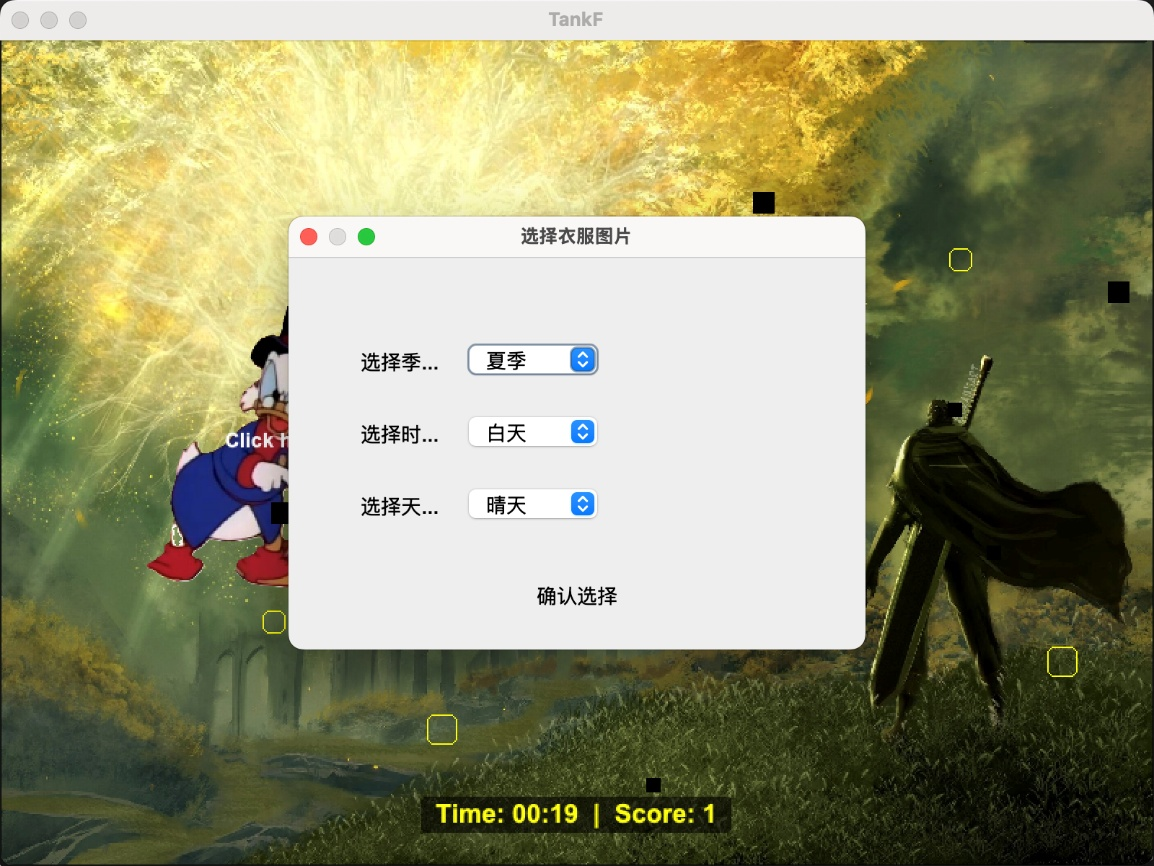 TankF
选择衣服图片
选择季... 夏季
Click h
选择时... 白天
选择天... 晴天
确认选择
Time: 00:19 | Score: 1